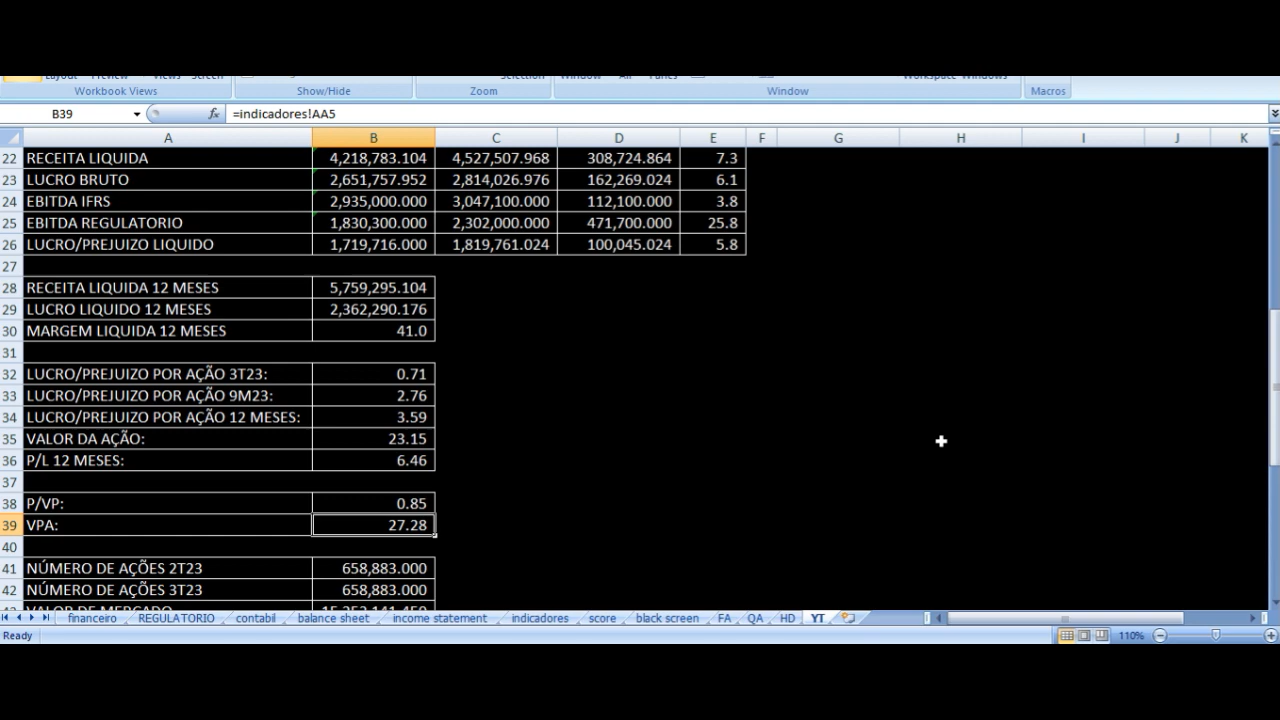 Workbook Views Show/Hide Zoom Window Macros
B39 fx =indicadores!AA5
A B C D E F G H I J K
22 RECEITA LIQUIDA 4,218,783.104 4,527,507.968 308,724.864 7.3
23 LUCRO BRUTO 2,651,757.952 2,814,026.976 162,269.024 6.1
24 EBITDA IFRS 2,935,000.000 3,047,100.000 112,100.000 3.8
25 EBITDA REGULATORIO 1,830,300.000 2,302,000.000 471,700.000 25.8
26 LUCRO/PREJUIZO LIQUIDO 1,719,716.000 1,819,761.024 100,045.024 5.8
27
28 RECEITA LIQUIDA 12 MESES 5,759,295.104
29 LUCRO LIQUIDO 12 MESES 2,362,290.176
30 MARGEM LIQUIDA 12 MESES 41.0
31
32 LUCRO/PREJUIZO POR AÇÃO 3T23: 0.71
33 LUCRO/PREJUIZO POR AÇÃO 9M23: 2.76
34 LUCRO/PREJUIZO POR AÇÃO 12 MESES: 3.59
35 VALOR DA AÇÃO: 23.15
36 P/L 12 MESES: 6.46
37
38 P/VP: 0.85
39 VPA: 27.28
40
41 NÚMERO DE AÇÕES 2T23 658,883.000
42 NÚMERO DE AÇÕES 3T23 658,883.000
VALOR DE MERCADO
financeiro REGULATORIO contabil balance sheet income statement indicadores score black screen FA QA HD YT
Ready 110%